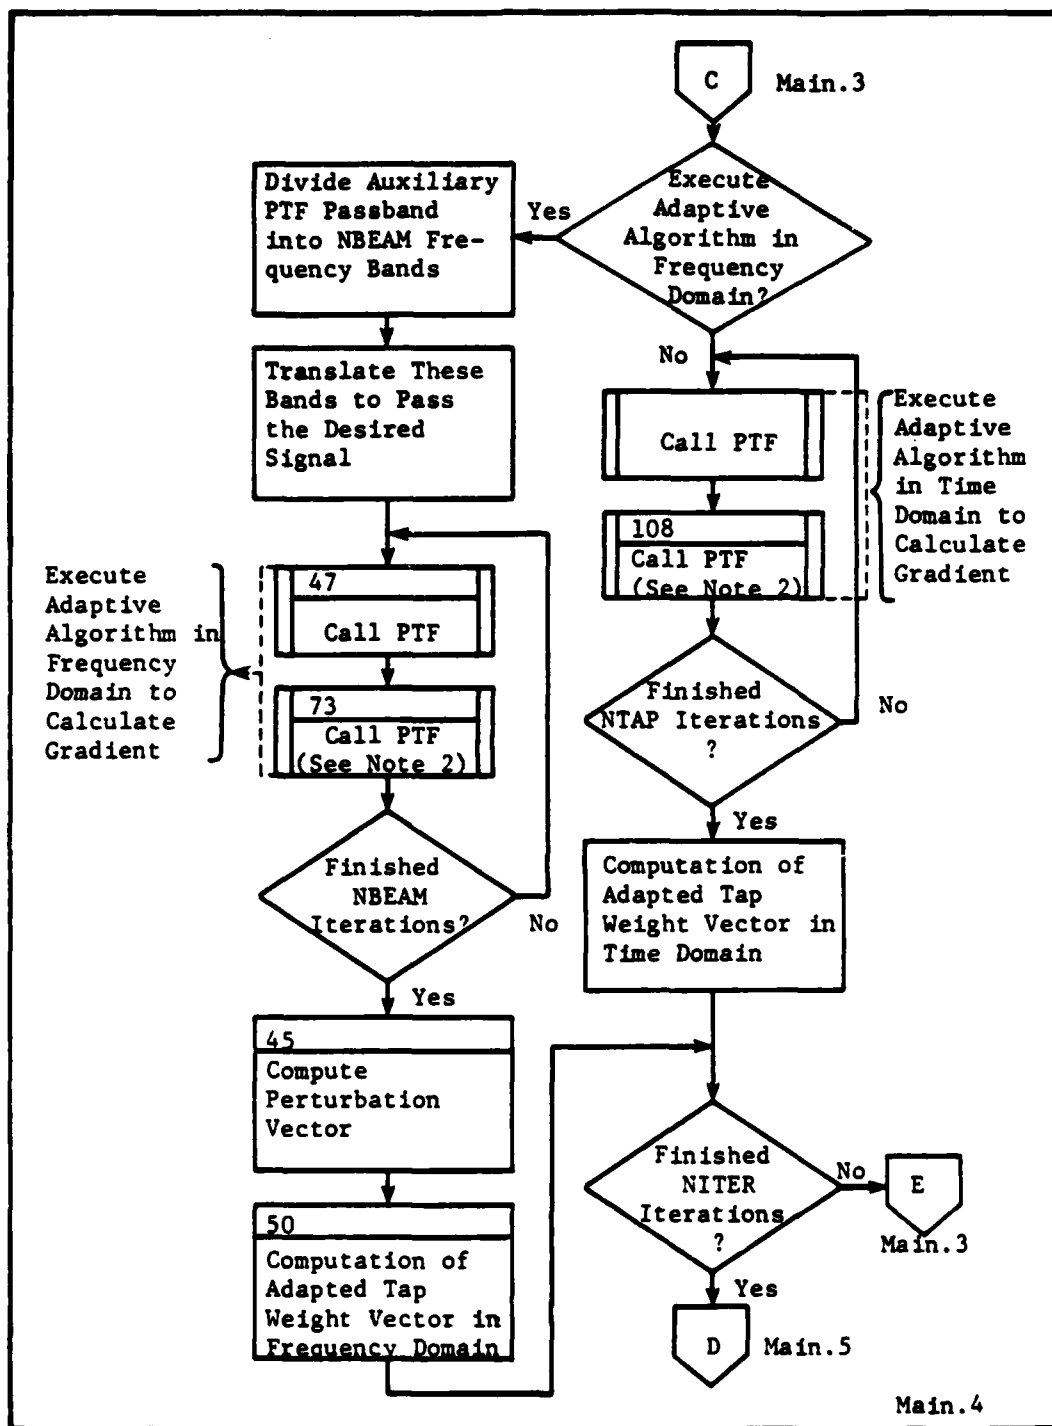 C
Main.3
Execute
Adaptive
Algorithm in
Frequency
Domain?
Yes
No
Divide Auxiliary
PTF Passband
into NBEAM Fre-
quency Bands
Translate These
Bands to Pass
the Desired
Signal
Execute
Adaptive
Algorithm in
Frequency
Domain to
Calculate
Gradient
47
Call PTF
73
Call PTF
(See Note 2)
Finished
NBEAM
Iterations?
No
Yes
45
Compute
Perturbation
Vector
50
Computation of
Adapted Tap
Weight Vector in
Frequency Domain
Call PTF
108
Call PTF
(See Note 2)
Execute
Adaptive
Algorithm
in Time
Domain to
Calculate
Gradient
Finished
NTAP Iterations
?
No
Yes
Computation of
Adapted Tap
Weight Vector in
Time Domain
Finished
NITER
Iterations
?
No
E
Main.3
Yes
D
Main.5
Main.4